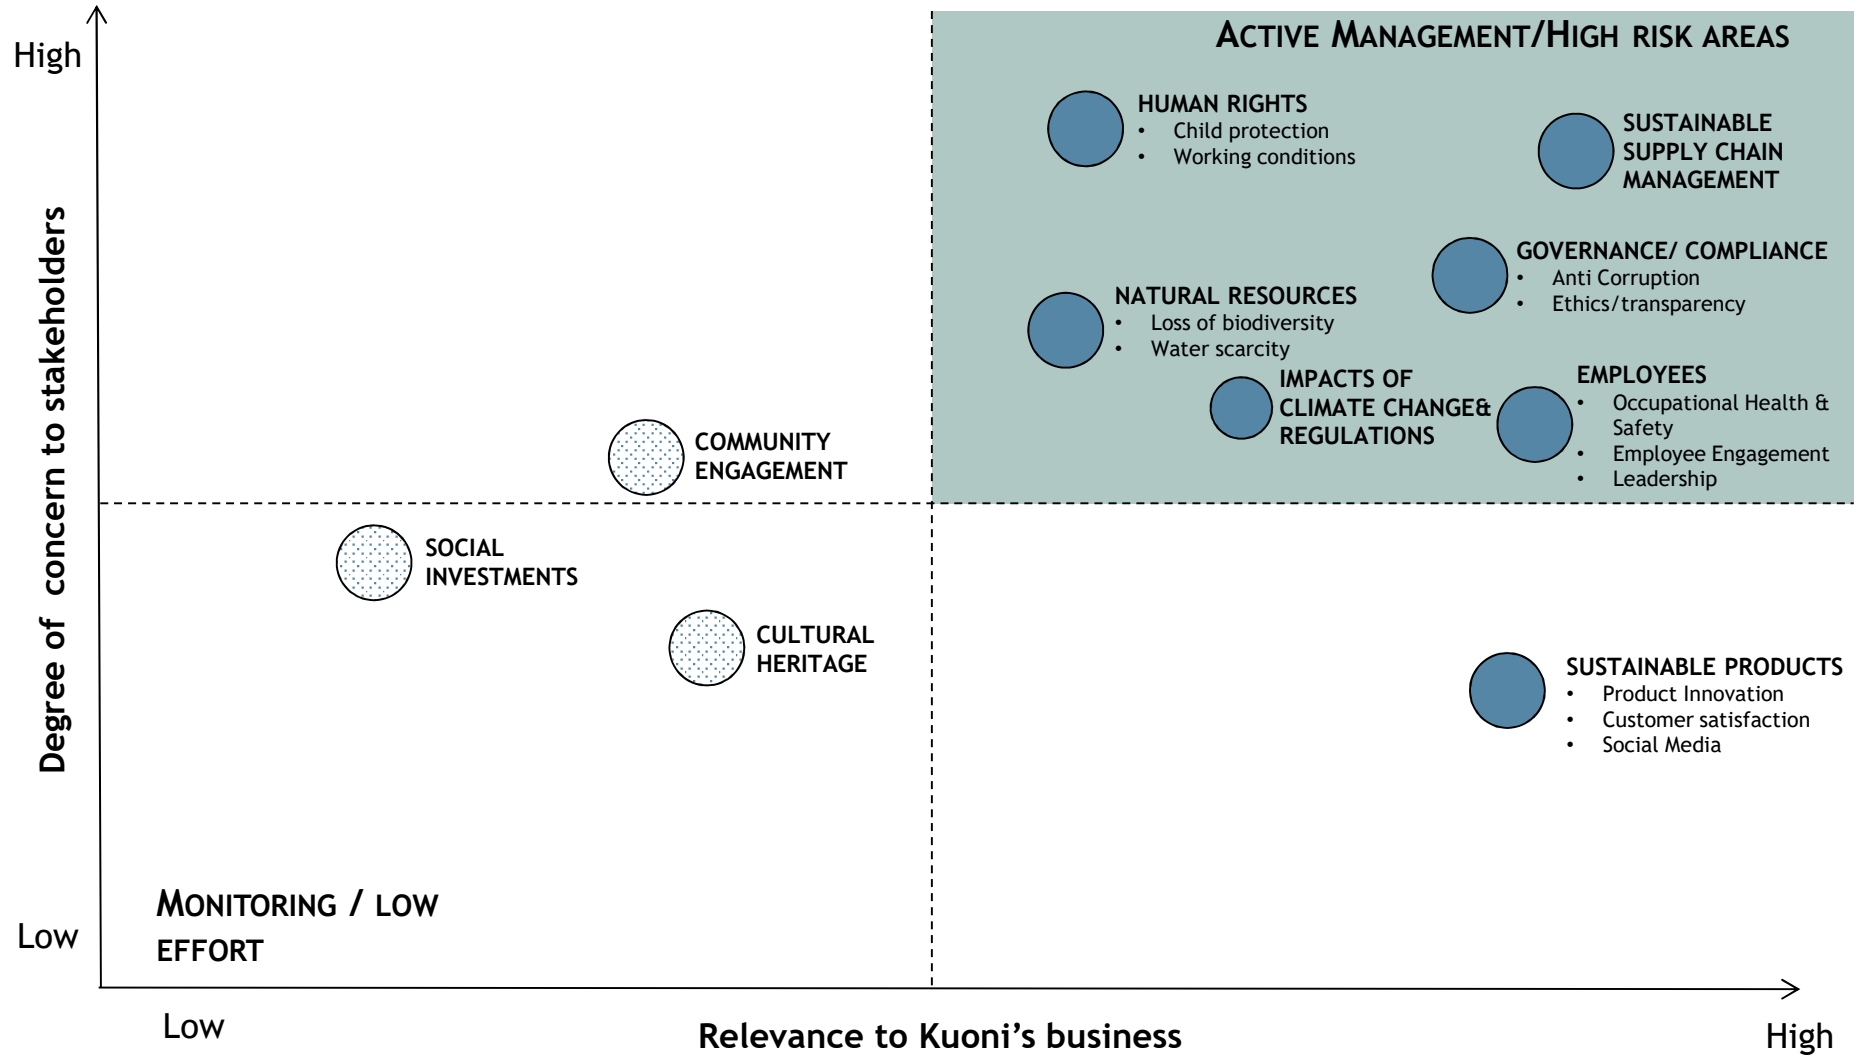 High
ACTIVE MANAGEMENT/HIGH RISK AREAS
HUMAN RIGHTS
• Child protection
• Working conditions
SUSTAINABLE
SUPPLY CHAIN
MANAGEMENT
GOVERNANCE/ COMPLIANCE
• Anti Corruption
• Ethics/transparency
NATURAL RESOURCES
• Loss of biodiversity
• Water scarcity
IMPACTS OF
CLIMATE CHANGE&
REGULATIONS
EMPLOYEES
• Occupational Health &
Safety
• Employee Engagement
• Leadership
Degree of concern to stakeholders
COMMUNITY
ENGAGEMENT
SOCIAL
INVESTMENTS
CULTURAL
HERITAGE
SUSTAINABLE PRODUCTS
• Product Innovation
• Customer satisfaction
• Social Media
MONITORING / LOW
EFFORT
Low
Low
Relevance to Kuoni’s business
High